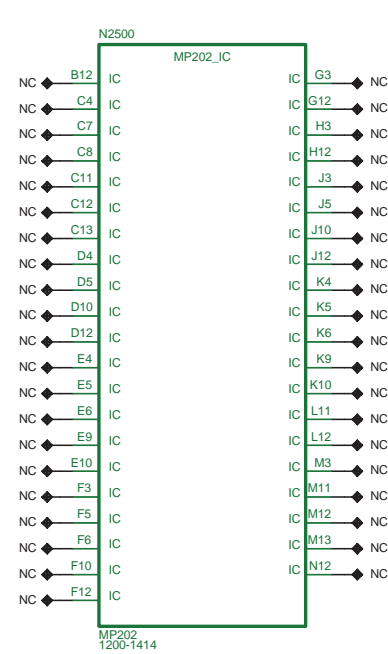 N2500
MP202_IC
NC B12 IC IC G3 NC
NC C4 IC IC G12 NC
NC C7 IC IC H3 NC
NC C8 IC IC H12 NC
NC C11 IC IC J3 NC
NC C12 IC IC J5 NC
NC C13 IC IC J10 NC
NC D4 IC IC J12 NC
NC D5 IC IC K4 NC
NC D10 IC IC K5 NC
NC D12 IC IC K6 NC
NC E4 IC IC K9 NC
NC E5 IC IC K10 NC
NC E6 IC IC L11 NC
NC E9 IC IC L12 NC
NC E10 IC IC M3 NC
NC F3 IC IC M11 NC
NC F5 IC IC M12 NC
NC F6 IC IC M13 NC
NC F10 IC IC N12 NC
NC F12 IC
MP202
1200-1414